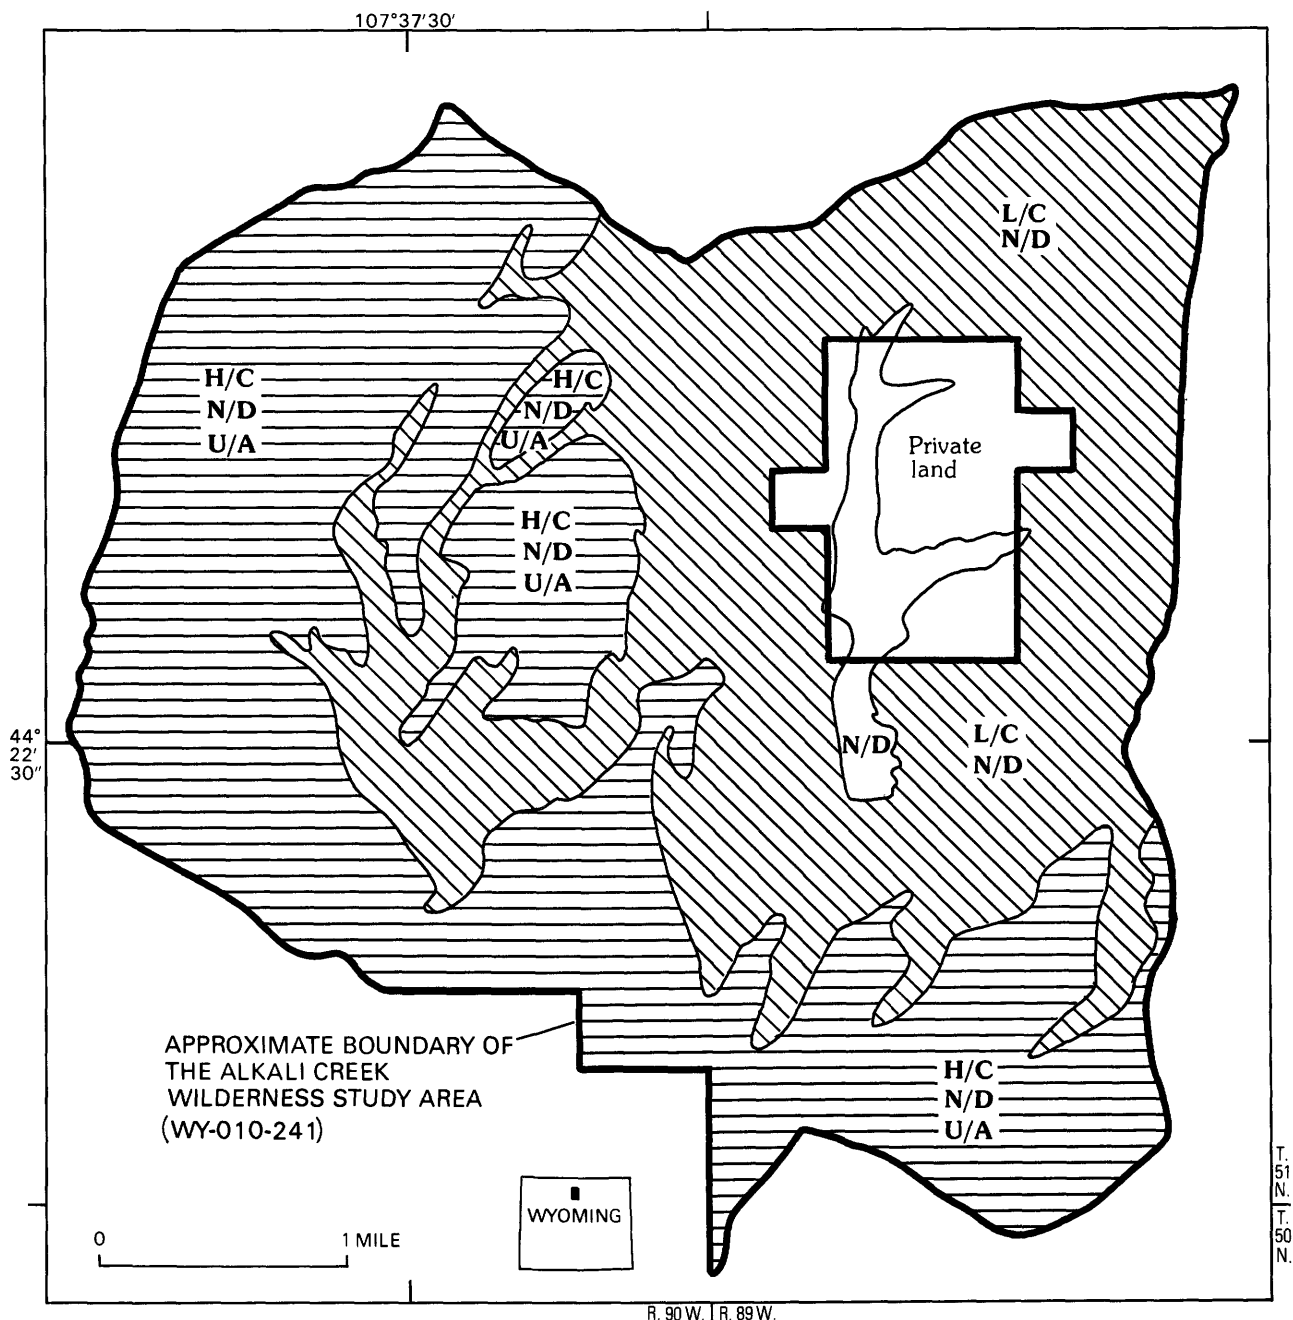 107°37'30"
L/C
N/D
H/C
N/D
U/A
H/C
N/D
U/A
Private
land
H/C
N/D
U/A
44°
22'
30"
N/D
L/C
N/D
APPROXIMATE BOUNDARY OF
THE ALKALI CREEK
WILDERNESS STUDY AREA
(WY-010-241)
H/C
N/D
U/A
T.
51
N.
T.
50
N.
WYOMING
0 1 MILE
R. 90 W. R. 89 W.